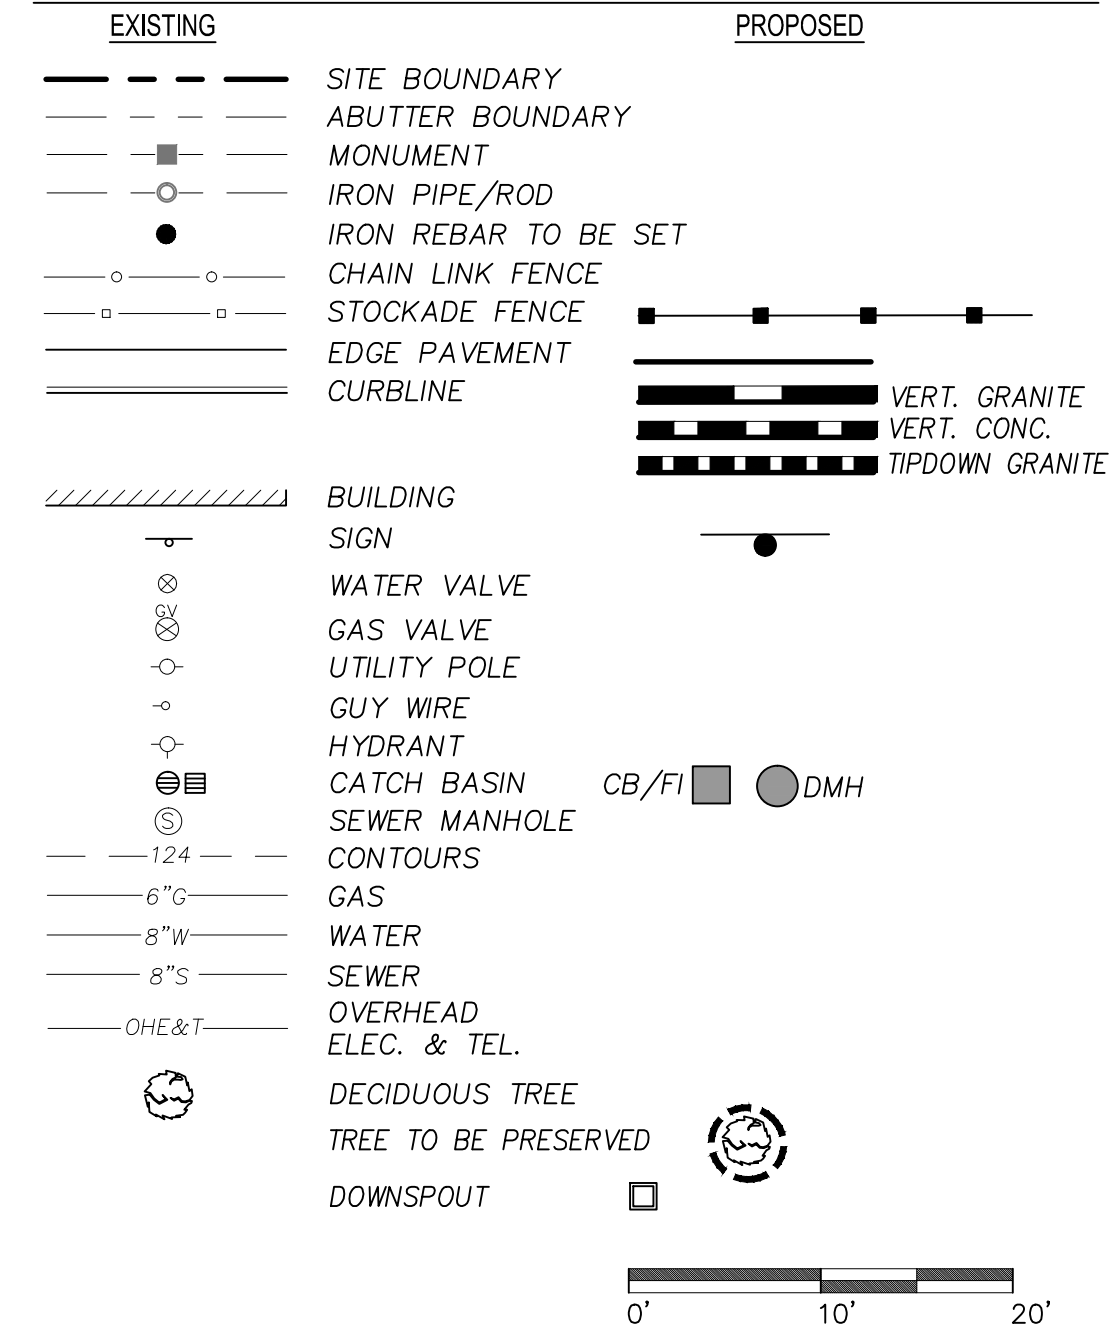 EXISTING PROPOSED
SITE BOUNDARY
ABUTTER BOUNDARY
MONUMENT
IRON PIPE/ROD
IRON REBAR TO BE SET
CHAIN LINK FENCE
STOCKADE FENCE
EDGE PAVEMENT
CURBLINE VERT. GRANITE
VERT. CONC.
TIPDOWN GRANITE
BUILDING
SIGN
WATER VALVE
GV
GAS VALVE
UTILITY POLE
GUY WIRE
HYDRANT
CATCH BASIN CB/FI DMH
S SEWER MANHOLE
124 CONTOURS
6"G GAS
8"W WATER
8"S SEWER
OHE&T OVERHEAD
ELEC. & TEL.
DECIDUOUS TREE
TREE TO BE PRESERVED
DOWNSPOUT
0' 10' 20'